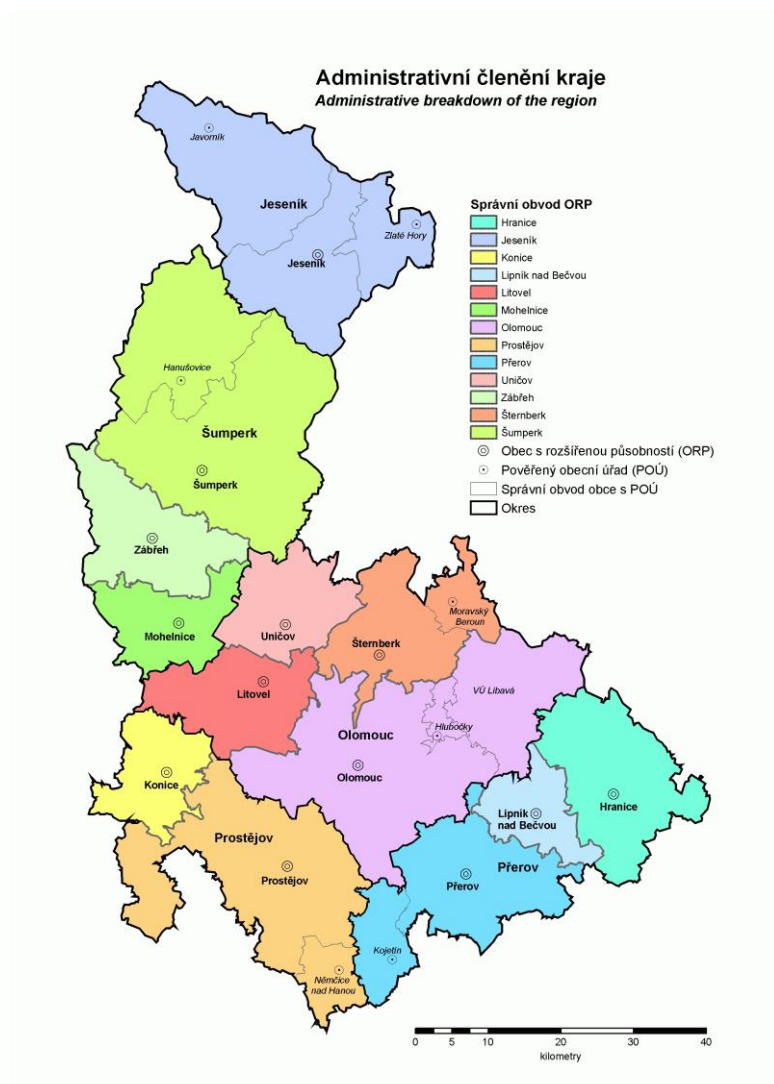 Administrativní členění kraje
Administrative breakdown of the region
Javorník
Jeseník
Zlaté Hory
Jeseník
Správní obvod ORP
Hranice
Jeseník
Konice
Lipník nad Bečvou
Litovel
Mohelnice
Olomouc
Prostějov
Přerov
Uničov
Zábřeh
Šternberk
Šumperk
Obec s rozšířenou působností (ORP)
Pověřený obecní úřad (POÚ)
Správní obvod obce s POÚ
Okres
Hanušovice
Šumperk
Šumperk
Zábřeh
Mohelnice
Uničov
Šternberk
Moravský
Beroun
Litovel
VÚ Libavá
Olomouc
Hlubočky
Olomouc
Konice
Hranice
Lipník
nad Bečvou
Prostějov
Prostějov
Přerov
Přerov
Kojetín
Němčice
nad Hanou
0 5 10 20 30 40
kilometry